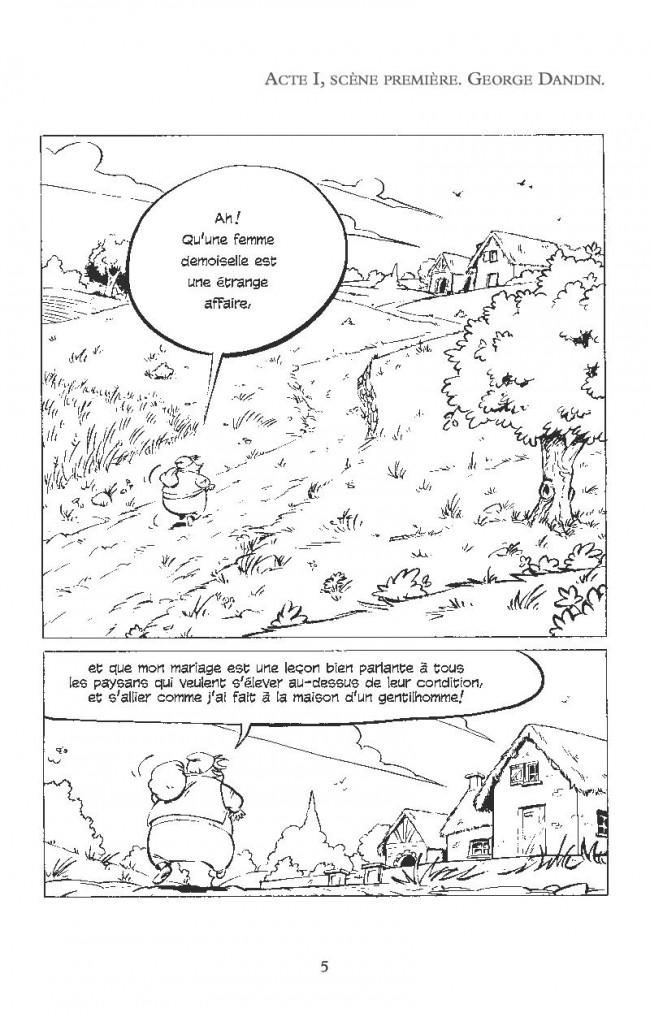 Acte I, scène première. George Dandin.
Ah!
Qu'une femme
demoiselle est
une étrange
affaire,
et que mon mariage est une leçon bien parlante à tous
les paysans qui veulent s'élever au-dessus de leur condition,
et s'allier comme j'ai fait à la maison d'un gentilhomme!
5